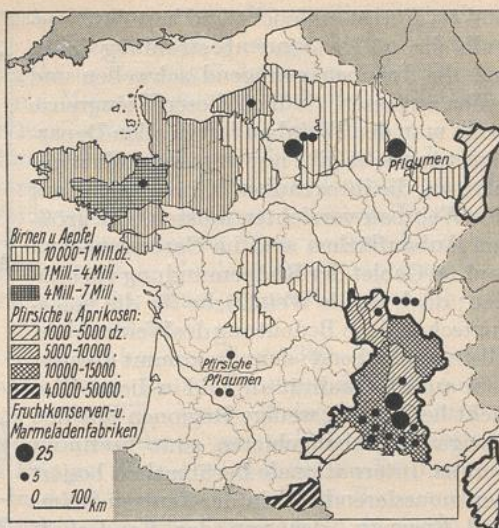 Pflaumen
Birnen u Aepfel
10000-1 Mill.dz.
1 Mill.-4 Mill. "
4 Mill.-7 Mill. "
Pfirsiche u. Aprikosen:
1000-5000 dz.
5000-10000 "
10000-15000 "
40000-50000 "
Fruchtkonserven-u.
Marmeladenfabriken
25
5
0 100
km
Pfirsiche
Pflaumen